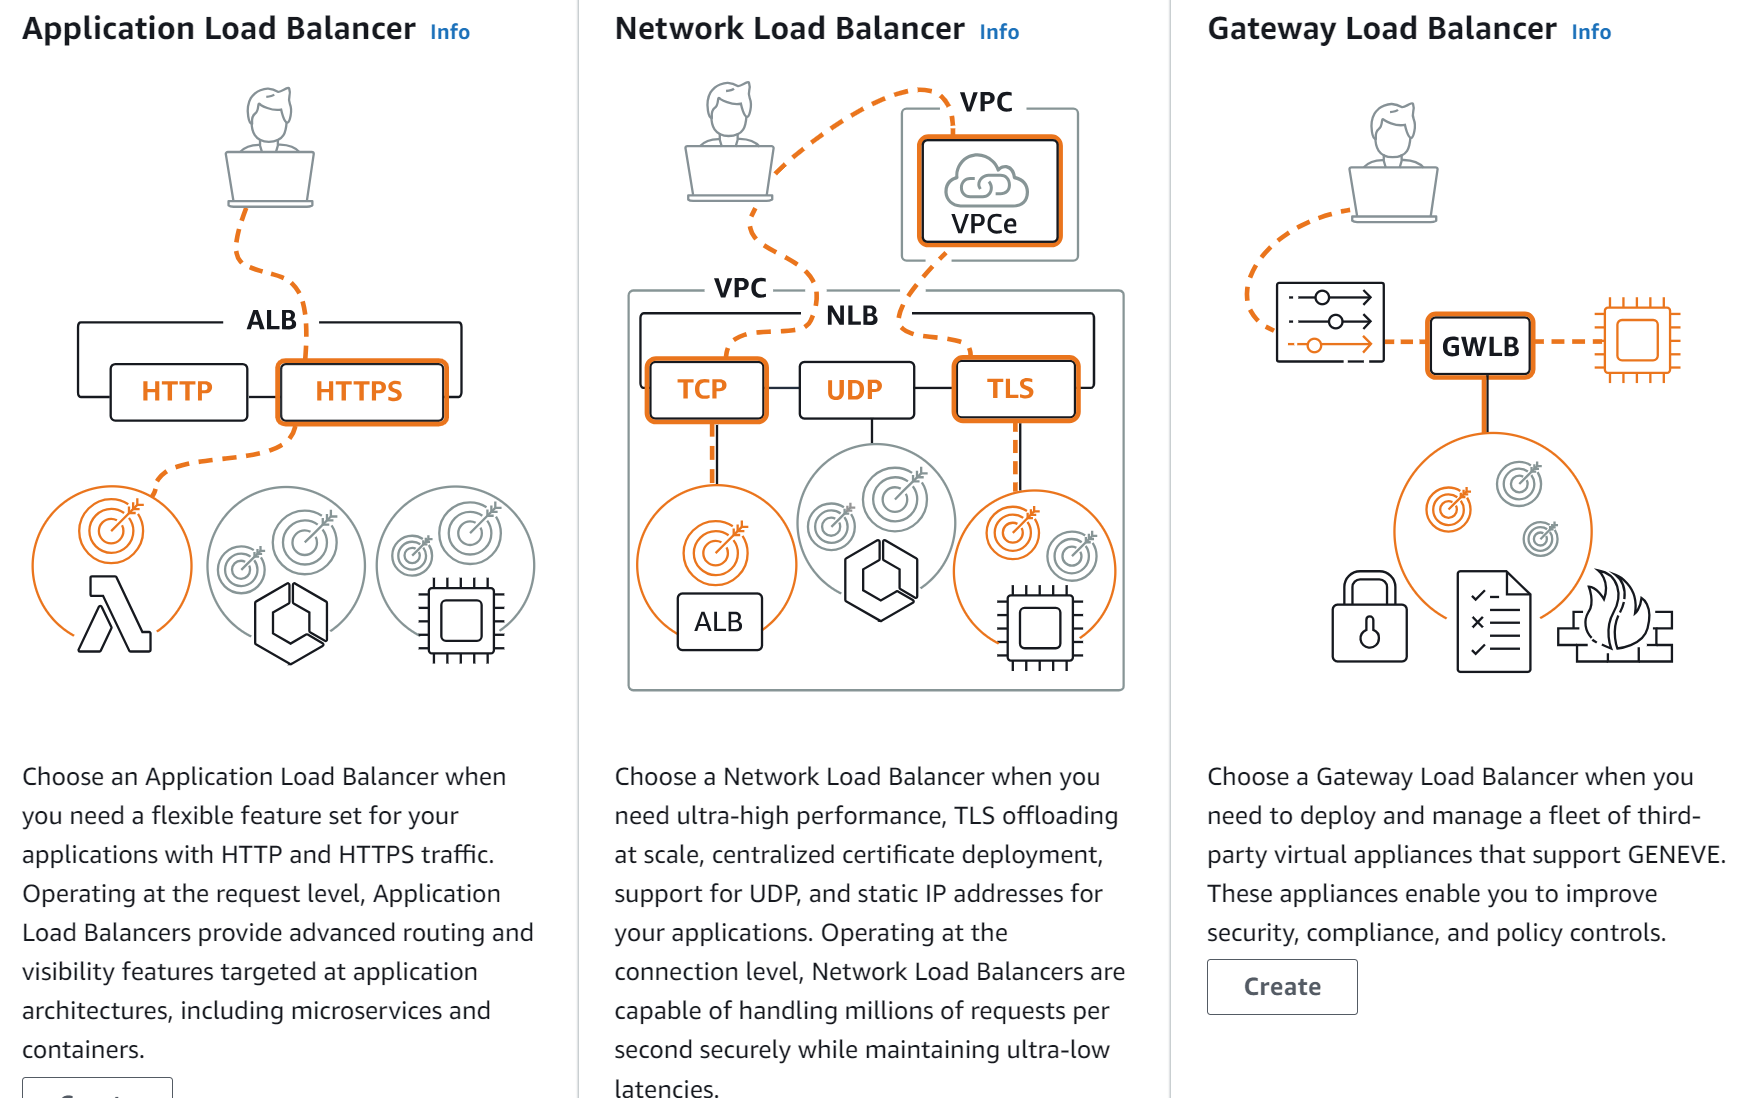 Application Load Balancer Info
ALB
HTTP
HTTPS
Choose an Application Load Balancer when
you need a flexible feature set for your
applications with HTTP and HTTPS traffic.
Operating at the request level, Application
Load Balancers provide advanced routing and
visibility features targeted at application
architectures, including microservices and
containers.
Network Load Balancer Info
VPC
VPCe
VPC
NLB
TCP
UDP
TLS
ALB
Choose a Network Load Balancer when you
need ultra-high performance, TLS offloading
at scale, centralized certificate deployment,
support for UDP, and static IP addresses for
your applications. Operating at the
connection level, Network Load Balancers are
capable of handling millions of requests per
second securely while maintaining ultra-low
latencies.
Gateway Load Balancer Info
GWLB
Choose a Gateway Load Balancer when you
need to deploy and manage a fleet of third-
party virtual appliances that support GENEVE.
These appliances enable you to improve
security, compliance, and policy controls.
Create